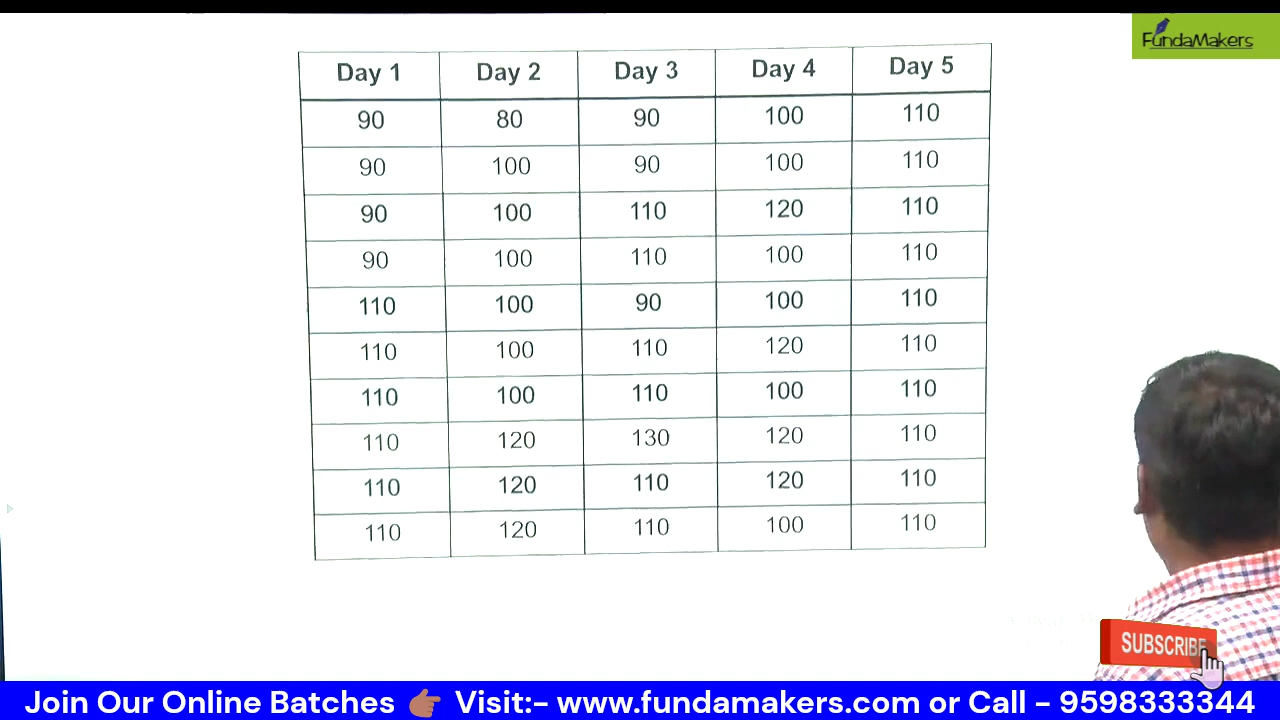 FundaMakers
Day 1 Day 2 Day 3 Day 4 Day 5
90 80 90 100 110
90 100 90 100 110
90 100 110 120 110
90 100 110 100 110
110 100 90 100 110
110 100 110 120 110
110 100 110 100 110
110 120 130 120 110
110 120 110 120 110
110 120 110 100 110
SUBSCRIBE
Join Our Online Batches 👉🏽 Visit:- www.fundamakers.com or Call - 9598333344